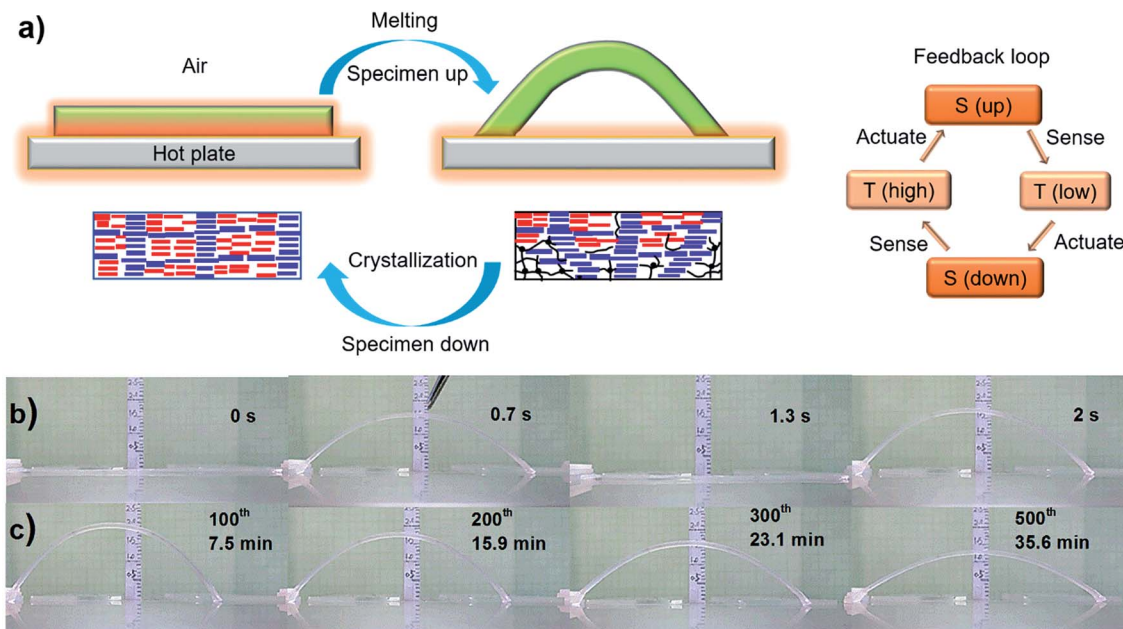 a)
Melting
Specimen up
Air
Hot plate
Crystallization
Specimen down
Feedback loop
S (up)
Actuate
Sense
T (high)
T (low)
Sense
Actuate
S (down)
b)
0 s
0.7 s
1.3 s
2 s
c)
100th
7.5 min
200th
15.9 min
300th
23.1 min
500th
35.6 min